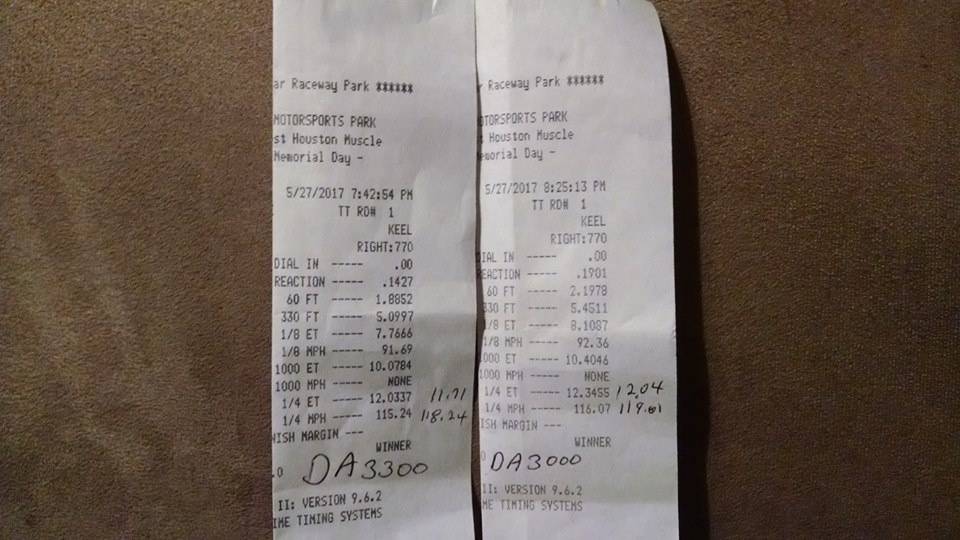 ar Raceway Park ******
MOTORSPORTS PARK
st Houston Muscle
Memorial Day -
5/27/2017 7:42:54 PM
TT RD# 1
KEEL
RIGHT:770
DIAL IN ----- .00
REACTION ----- .1427
60 FT ----- 1.8852
330 FT ----- 5.0997
1/8 ET ----- 7.7666
1/8 MPH ----- 91.69
1000 ET ----- 10.0784
1000 MPH ----- NONE
1/4 ET ----- 12.0337 11.71
1/4 MPH ----- 115.24 118.24
NISH MARGIN ---
WINNER
.0 DA3300
II: VERSION 9.6.2
IME TIMING SYSTEMS
r Raceway Park ******
OTORSPORTS PARK
t Houston Muscle
emorial Day -
5/27/2017 8:25:13 PM
TT RD# 1
KEEL
RIGHT:770
IAL IN ----- .00
EACTION ----- .1901
60 FT ----- 2.1978
330 FT ----- 5.4511
1/8 ET ----- 8.1087
1/8 MPH ----- 92.36
1000 ET ----- 10.4046
1000 MPH ----- NONE
1/4 ET ----- 12.3455 12.04
1/4 MPH ----- 116.07 119.01
ISH MARGIN ---
WINNER
0 DA3000
II: VERSION 9.6.2
ME TIMING SYSTEMS